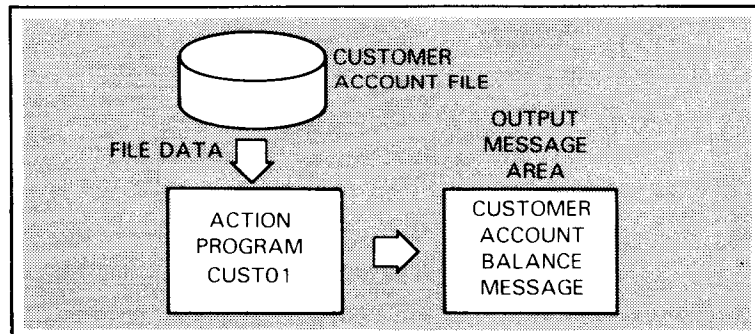 CUSTOMER
ACCOUNT FILE
FILE DATA
OUTPUT
MESSAGE
AREA
ACTION
PROGRAM
CUST01
CUSTOMER
ACCOUNT
BALANCE
MESSAGE